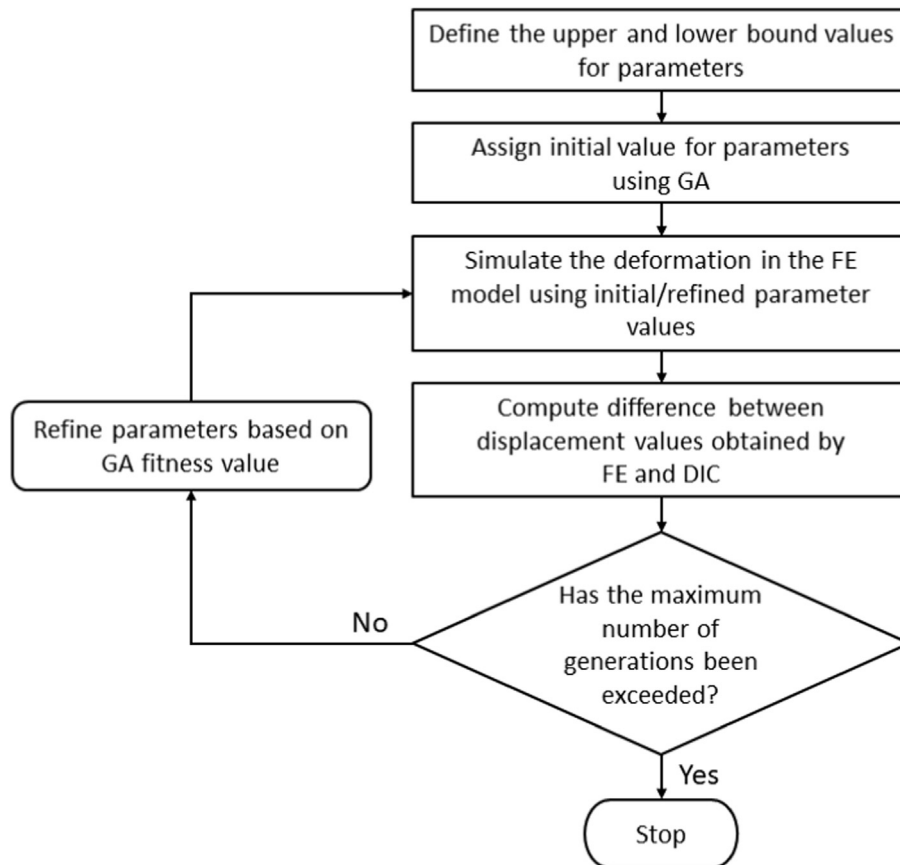 Define the upper and lower bound values
for parameters
Assign initial value for parameters
using GA
Simulate the deformation in the FE
model using initial/refined parameter
values
Compute difference between
displacement values obtained by
FE and DIC
Refine parameters based on
GA fitness value
Has the maximum
number of
generations been
exceeded?
No
Yes
Stop